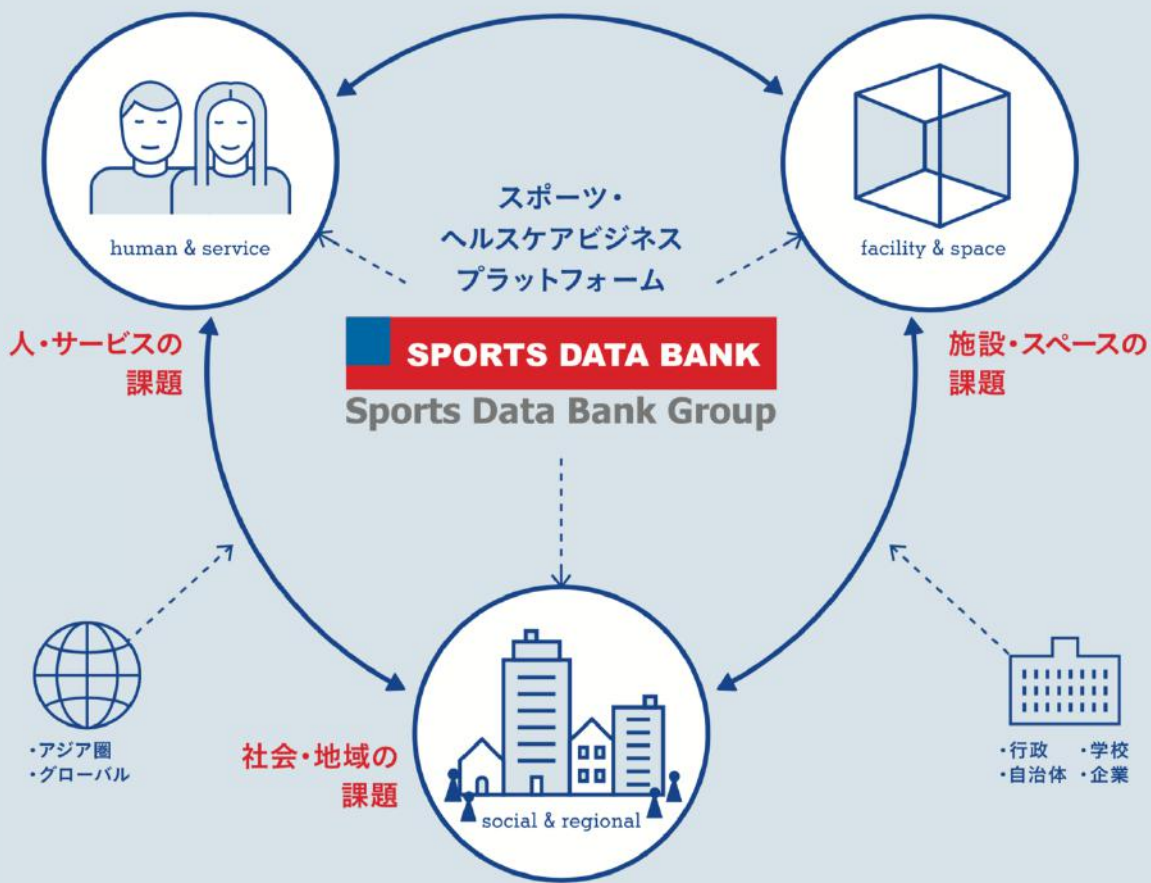 human & service
スポーツ・
ヘルスケアビジネス
プラットフォーム
facility & space
人・サービスの
課題
SPORTS DATA BANK
Sports Data Bank Group
施設・スペースの
課題
・アジア圏
・グローバル
社会・地域の
課題
social & regional
・行政 ・学校
・自治体 ・企業